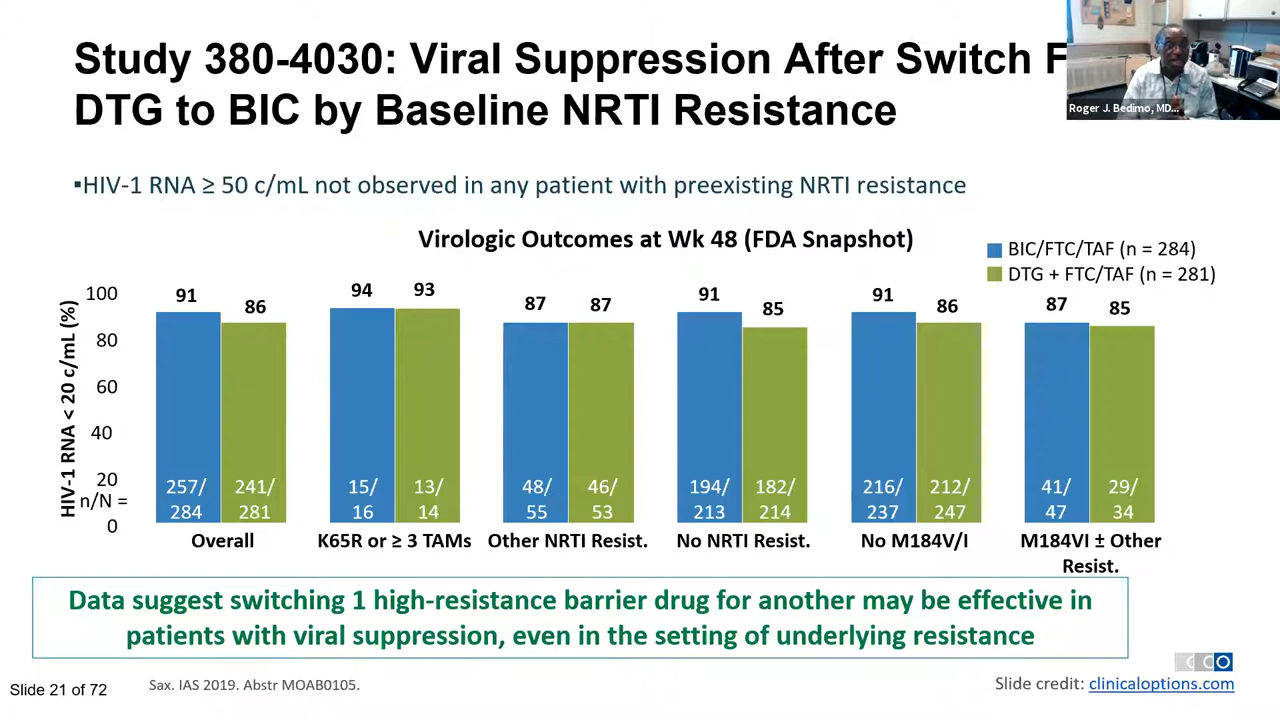 Study 380-4030: Viral Suppression After Switch F
DTG to BIC by Baseline NRTI Resistance
Roger J. Bedimo, MD...
▪HIV-1 RNA ≥ 50 c/mL not observed in any patient with preexisting NRTI resistance
Virologic Outcomes at Wk 48 (FDA Snapshot)
BIC/FTC/TAF (n = 284)
DTG + FTC/TAF (n = 281)
HIV-1 RNA < 20 c/mL (%)
100
80
60
40
20
n/N =
0
91 86 94 93 87 87 91 85 91 86 87 85
257/ 241/ 15/ 13/ 48/ 46/ 194/ 182/ 216/ 212/ 41/ 29/
284 281 16 14 55 53 213 214 237 247 47 34
Overall K65R or ≥ 3 TAMs Other NRTI Resist. No NRTI Resist. No M184V/I M184VI ± Other
Resist.
Data suggest switching 1 high-resistance barrier drug for another may be effective in
patients with viral suppression, even in the setting of underlying resistance
CCO
Slide 21 of 72
Sax. IAS 2019. Abstr MOAB0105.
Slide credit: clinicaloptions.com